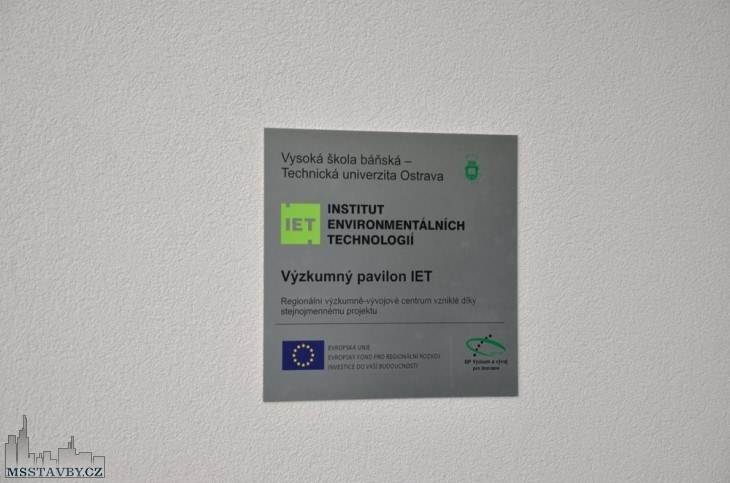 Vysoká škola báňská –
Technická univerzita Ostrava
IET
INSTITUT
ENVIRONMENTÁLNÍCH
TECHNOLOGIÍ
Výzkumný pavilon IET
Regionální výzkumně-vývojové centrum vzniklé díky
stejnojmennému projektu
EVROPSKÁ UNIE
EVROPSKÝ FOND PRO REGIONÁLNÍ ROZVOJ
INVESTICE DO VAŠÍ BUDOUCNOSTI
OP Výzkum a vývoj
pro inovace
MSSTAVBY.CZ